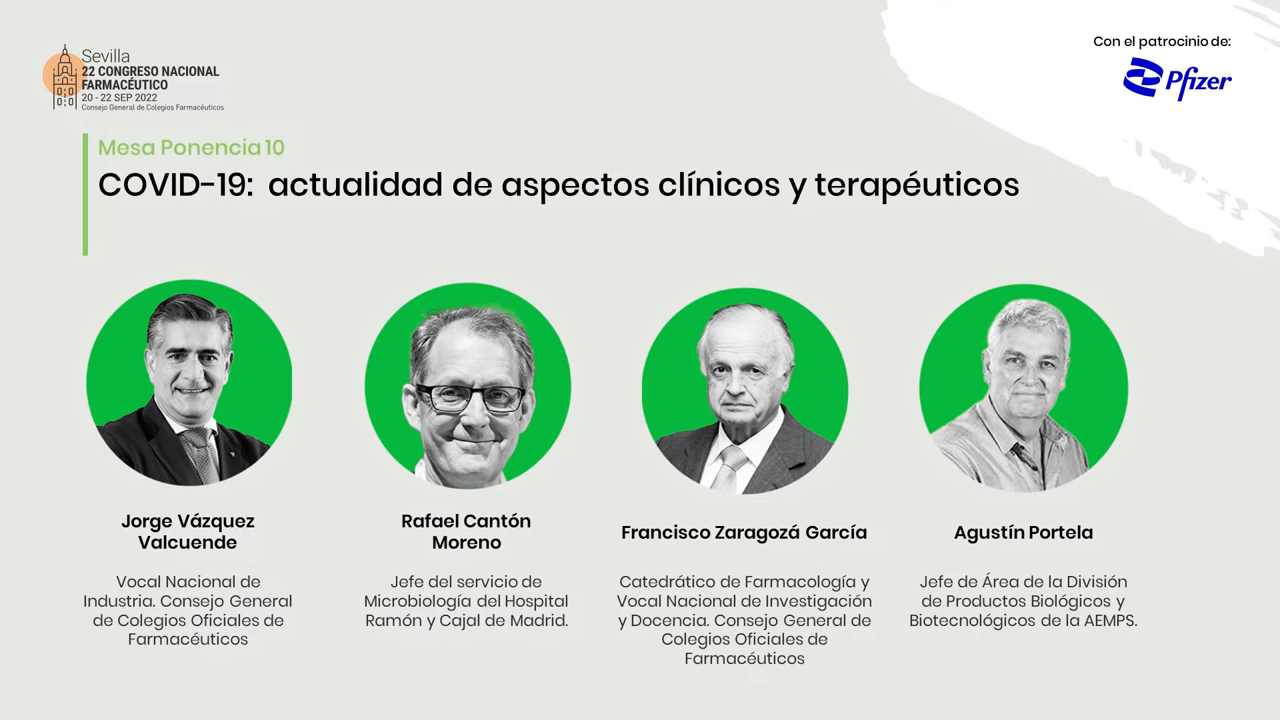 Sevilla
22 CONGRESO NACIONAL
FARMACÉUTICO
20 - 22 SEP 2022
Consejo General de Colegios Farmacéuticos
Con el patrocinio de:
Pfizer
Mesa Ponencia 10
COVID-19: actualidad de aspectos clínicos y terapéuticos
Jorge Vázquez
Valcuende
Vocal Nacional de
Industria. Consejo General
de Colegios Oficiales de
Farmacéuticos
Rafael Cantón
Moreno
Jefe del servicio de
Microbiología del Hospital
Ramón y Cajal de Madrid.
Francisco Zaragozá García
Catedrático de Farmacología y
Vocal Nacional de Investigación
y Docencia. Consejo General de
Colegios Oficiales de
Farmacéuticos
Agustín Portela
Jefe de Área de la División
de Productos Biológicos y
Biotecnológicos de la AEMPS.